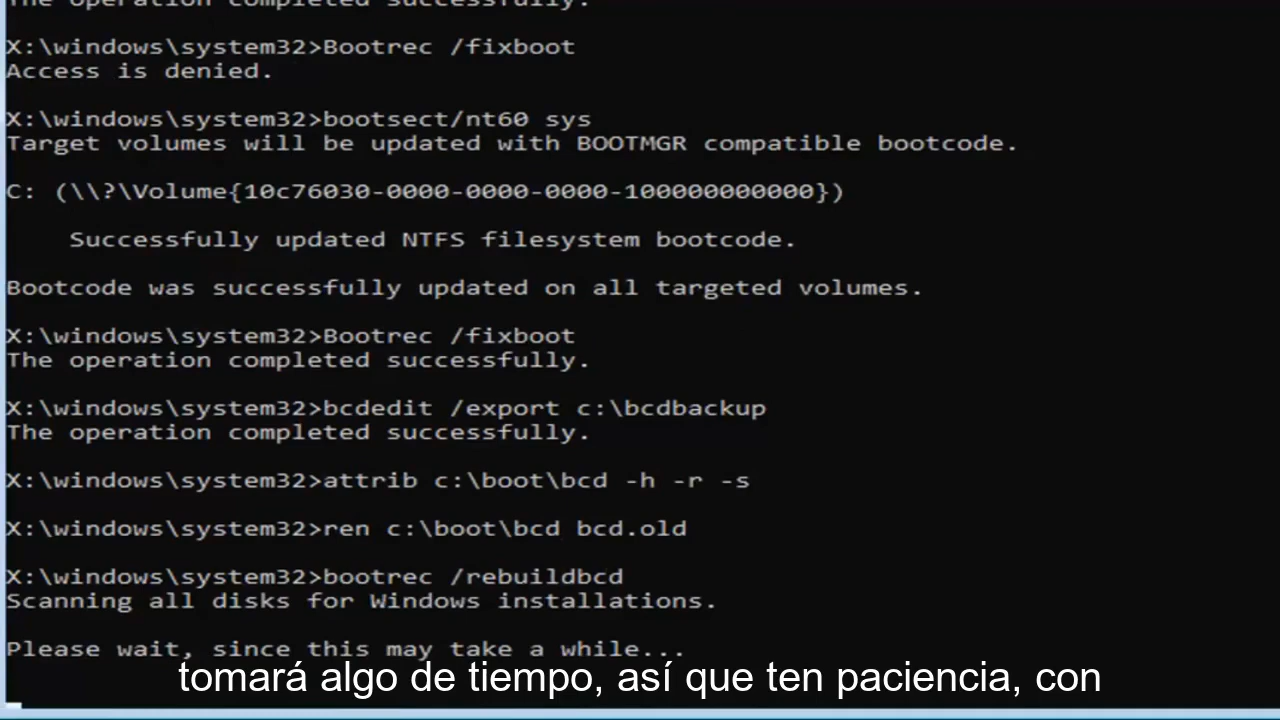 The operation completed successfully.
X:\windows\system32>Bootrec /fixboot
Access is denied.
X:\windows\system32>bootsect/nt60 sys
Target volumes will be updated with BOOTMGR compatible bootcode.
C: (\\?\Volume{10c76030-0000-0000-0000-100000000000})
Successfully updated NTFS filesystem bootcode.
Bootcode was successfully updated on all targeted volumes.
X:\windows\system32>Bootrec /fixboot
The operation completed successfully.
X:\windows\system32>bcdedit /export c:\bcdbackup
The operation completed successfully.
X:\windows\system32>attrib c:\boot\bcd -h -r -s
X:\windows\system32>ren c:\boot\bcd bcd.old
X:\windows\system32>bootrec /rebuildbcd
Scanning all disks for Windows installations.
Please wait, since this may take a while...
tomará algo de tiempo, así que ten paciencia, con